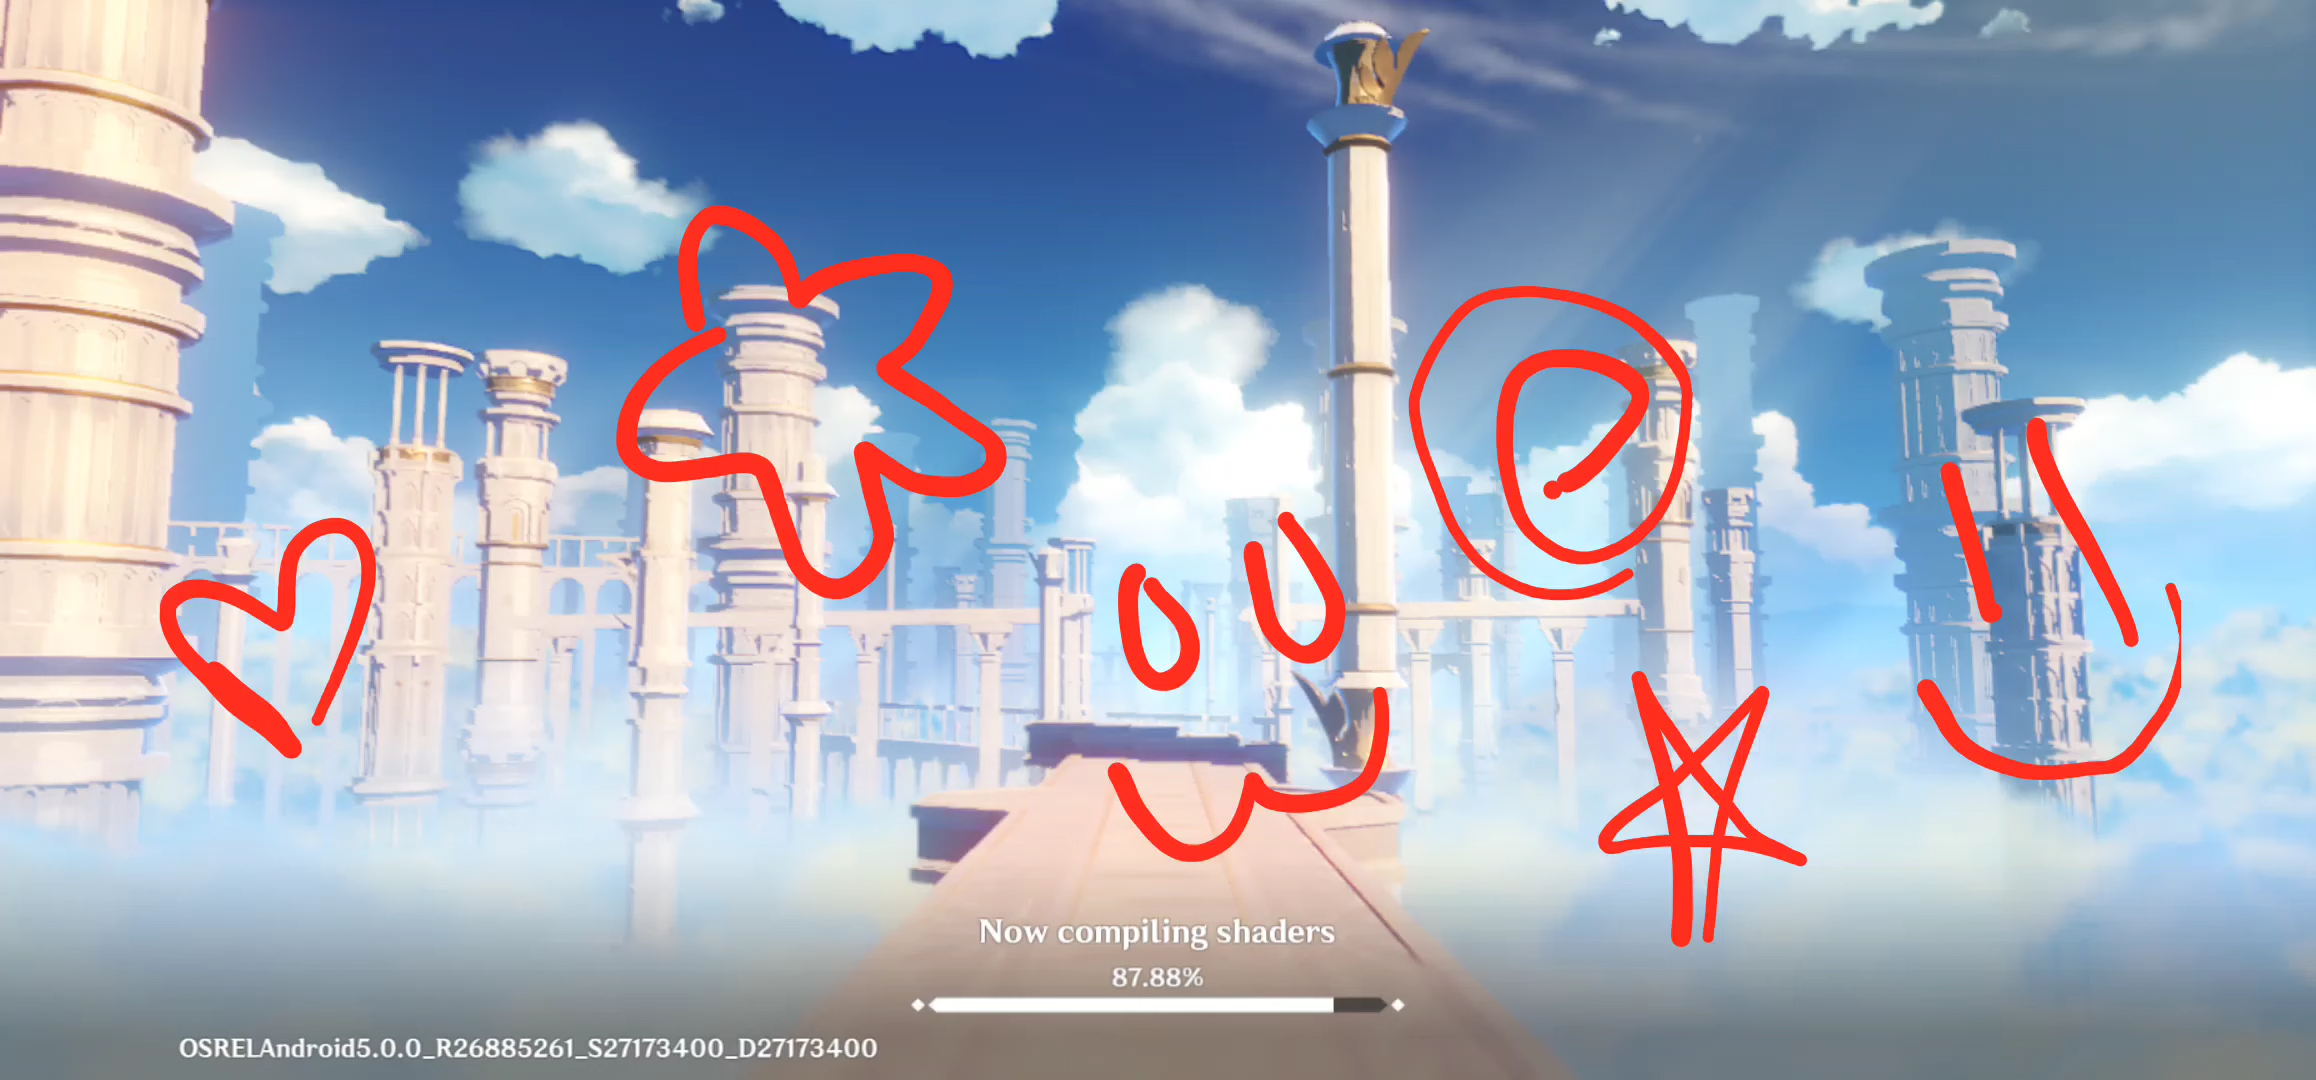 Now compiling shaders
87.88%
OSRELAndroid5.0.0_R26885261_S27173400_D27173400